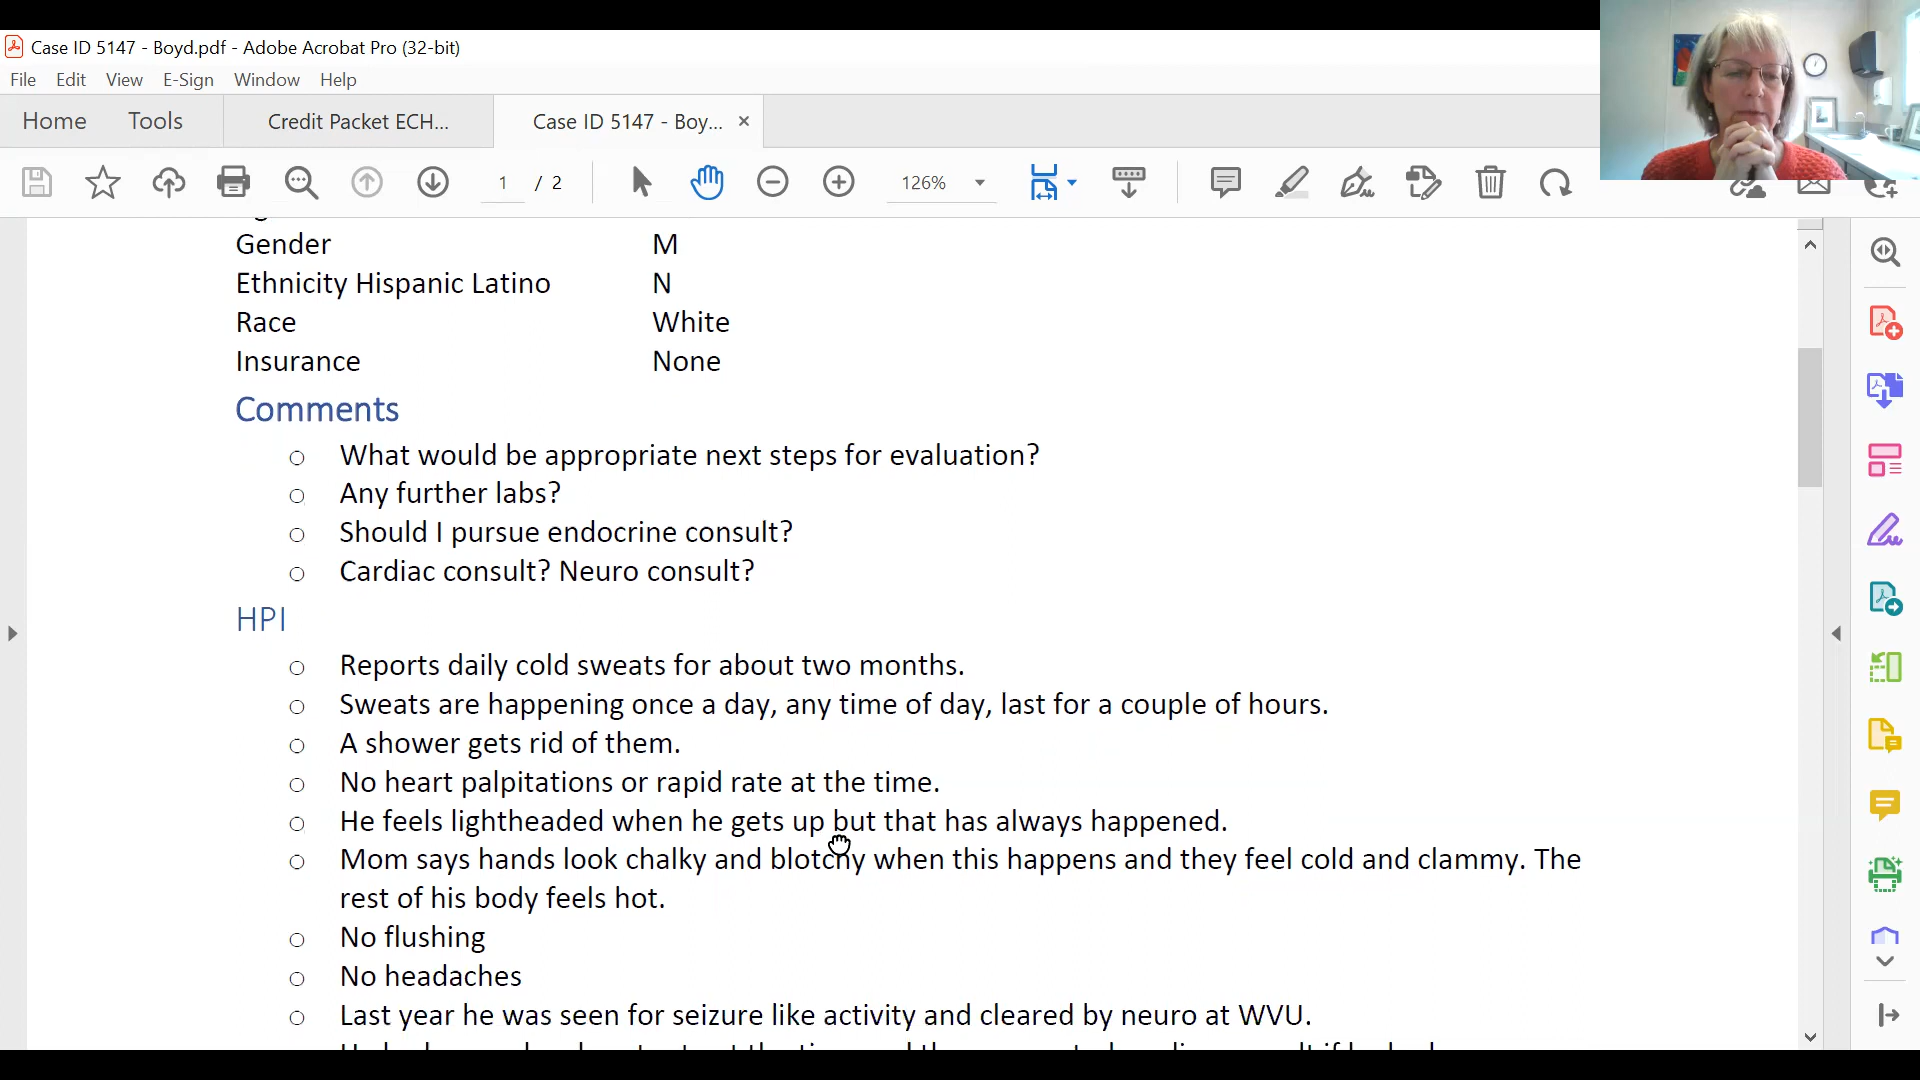 Case ID 5147 - Boyd.pdf - Adobe Acrobat Pro (32-bit)
File Edit View E-Sign Window Help
Home Tools Credit Packet ECH... Case ID 5147 - Boy... ×
1 / 2 126%
Gender M
Ethnicity Hispanic Latino N
Race White
Insurance None
Comments
What would be appropriate next steps for evaluation?
Any further labs?
Should I pursue endocrine consult?
Cardiac consult? Neuro consult?
HPI
Reports daily cold sweats for about two months.
Sweats are happening once a day, any time of day, last for a couple of hours.
A shower gets rid of them.
No heart palpitations or rapid rate at the time.
He feels lightheaded when he gets up but that has always happened.
Mom says hands look chalky and blotchy when this happens and they feel cold and clammy. The
rest of his body feels hot.
No flushing
No headaches
Last year he was seen for seizure like activity and cleared by neuro at WVU.